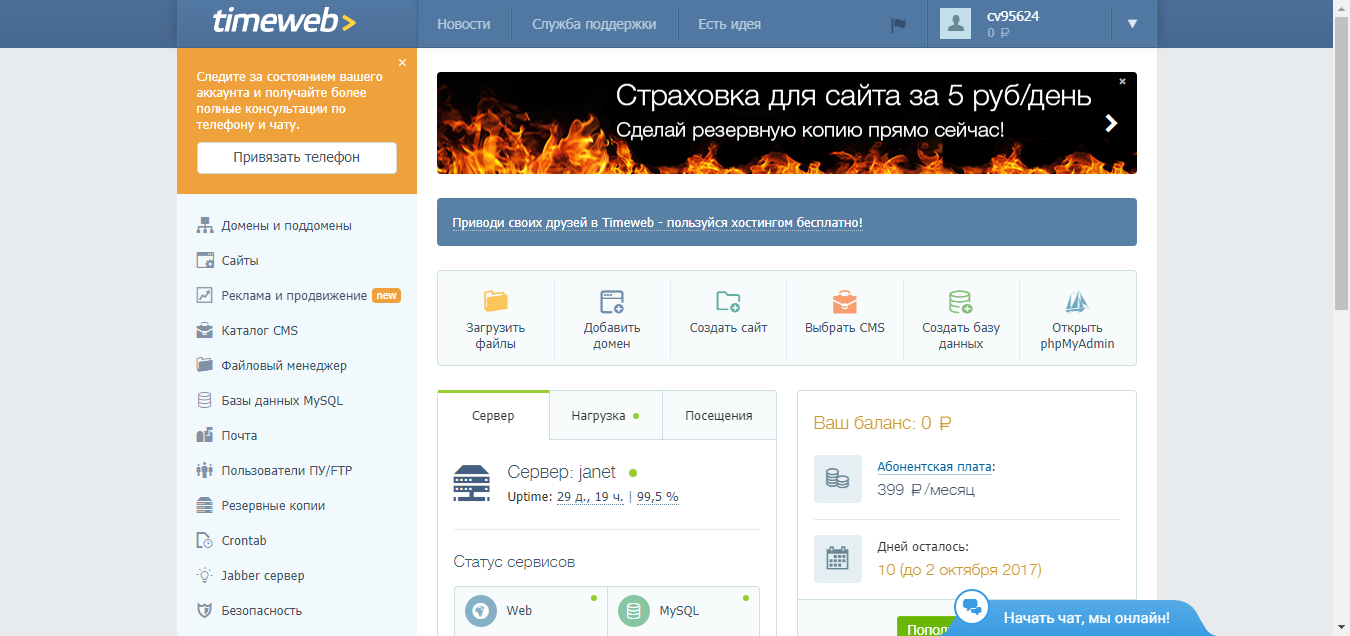 timeweb>
Новости
Служба поддержки
Есть идея
cv95624
0 ₽
Следите за состоянием вашего
аккаунта и получайте более
полные консультации по
телефону и чату.
Привязать телефон
Домены и поддомены
Сайты
Реклама и продвижение new
Каталог CMS
Файловый менеджер
Базы данных MySQL
Почта
Пользователи ПУ/FTP
Резервные копии
Crontab
Jabber сервер
Безопасность
Страховка для сайта за 5 руб/день
Сделай резервную копию прямо сейчас!
Приводи своих друзей в Timeweb - пользуйся хостингом бесплатно!
Загрузить
файлы
Добавить
домен
Создать сайт
Выбрать CMS
Создать базу
данных
Открыть
phpMyAdmin
Сервер
Нагрузка
Посещения
Сервер: janet
Uptime: 29 д., 19 ч. | 99,5 %
Статус сервисов
Web
MySQL
Ваш баланс: 0 ₽
Абонентская плата:
399 ₽/месяц
Дней осталось:
10 (до 2 октября 2017)
Начать чат, мы онлайн!